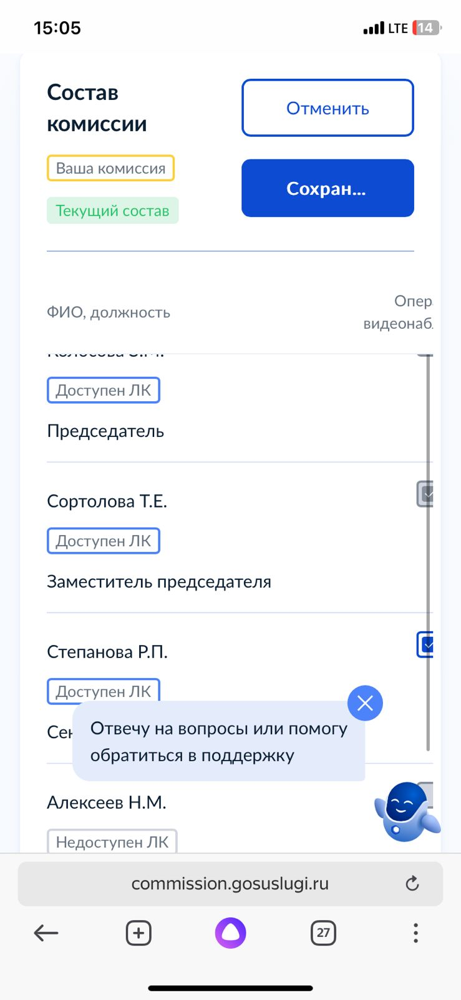 15:05
LTE 14
Состав
комиссии
Отменить
Ваша комиссия
Сохран...
Текущий состав
ФИО, должность
Опер
видеонаб
Доступен ЛК
Председатель
Сортолова Т.Е.
Доступен ЛК
Заместитель председателя
Степанова Р.П.
Доступен ЛК
Сек
Отвечу на вопросы или помогу
обратиться в поддержку
Алексеев Н.М.
Недоступен ЛК
commission.gosuslugi.ru
27